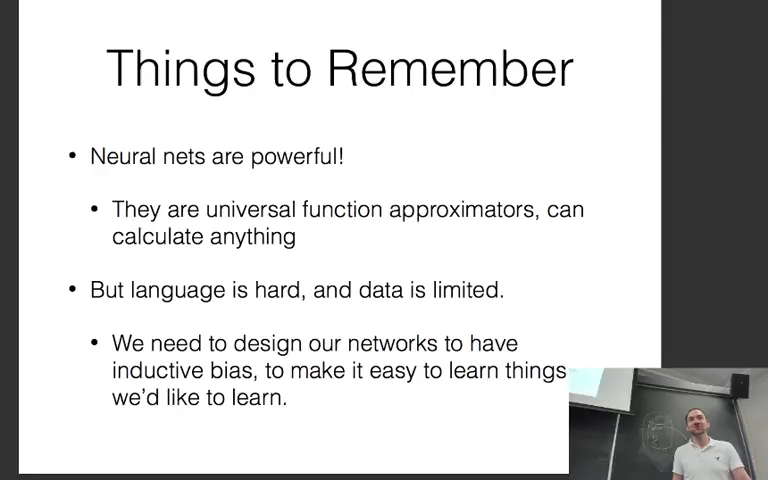 Things to Remember
• Neural nets are powerful!
• They are universal function approximators, can
calculate anything
• But language is hard, and data is limited.
• We need to design our networks to have
inductive bias, to make it easy to learn things
we'd like to learn.